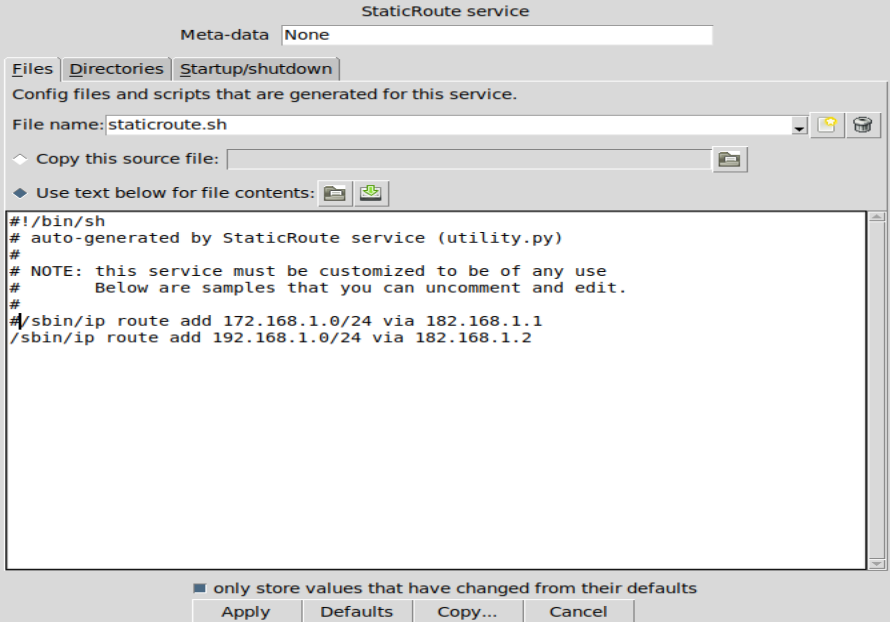 StaticRoute service
Meta-data None
Files Directories Startup/shutdown
Config files and scripts that are generated for this service.
File name: staticroute.sh
Copy this source file:
Use text below for file contents:
#!/bin/sh
# auto-generated by StaticRoute service (utility.py)
#
# NOTE: this service must be customized to be of any use
#       Below are samples that you can uncomment and edit.
#
#/sbin/ip route add 172.168.1.0/24 via 182.168.1.1
/sbin/ip route add 192.168.1.0/24 via 182.168.1.2
only store values that have changed from their defaults
Apply Defaults Copy... Cancel